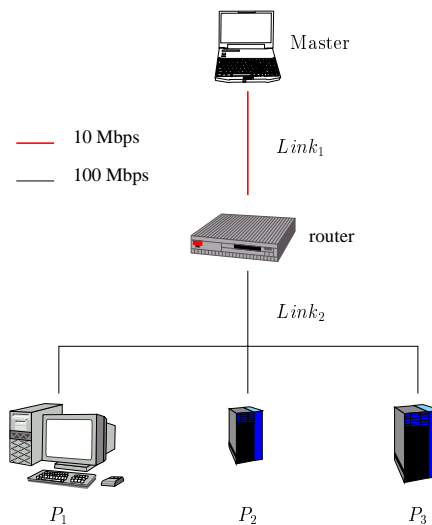 Master
10 Mbps
Link₁
100 Mbps
router
Link₂
P₁ P₂ P₃